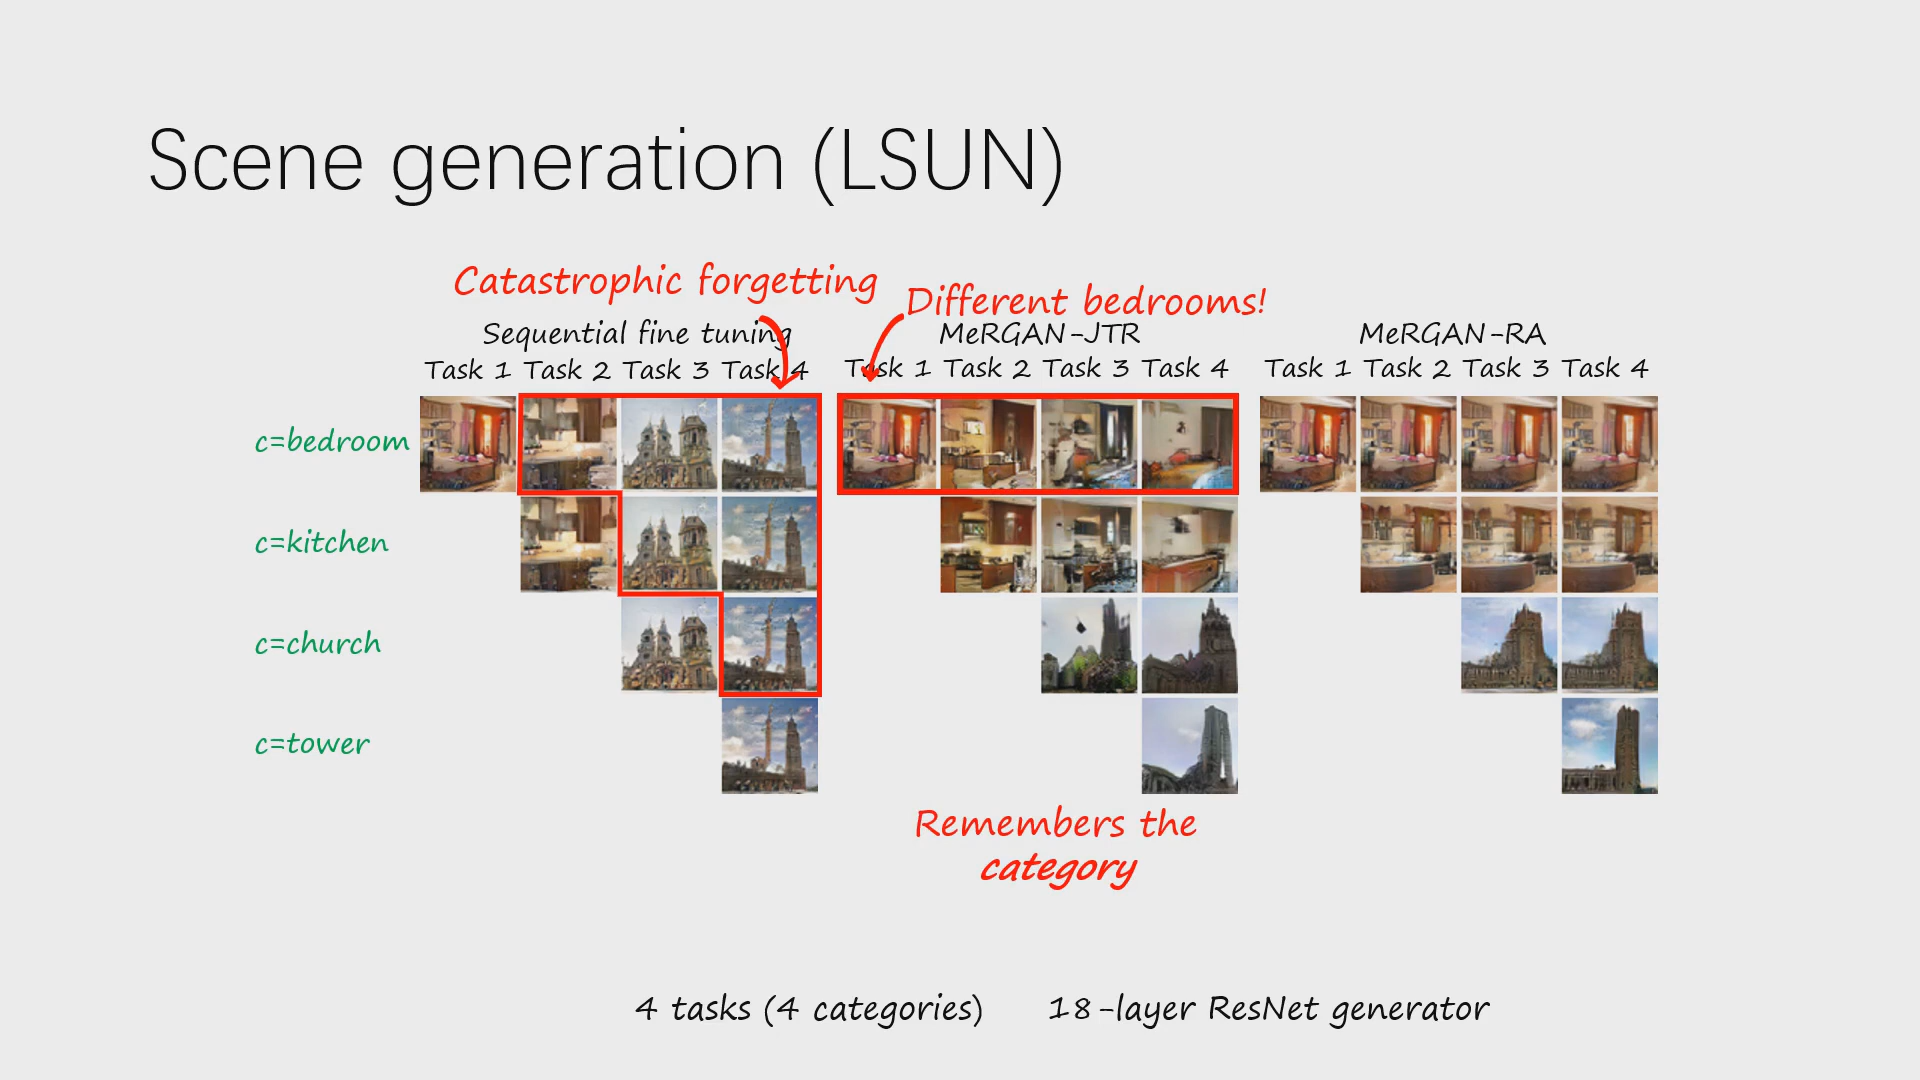 Scene generation (LSUN)
Catastrophic forgetting
Different bedrooms!
Sequential fine tuning
MeRGAN-JTR
MeRGAN-RA
Task 1 Task 2 Task 3 Task 4
Task 1 Task 2 Task 3 Task 4
Task 1 Task 2 Task 3 Task 4
c=bedroom
c=kitchen
c=church
c=tower
Remembers the
category
4 tasks (4 categories)
18-layer ResNet generator